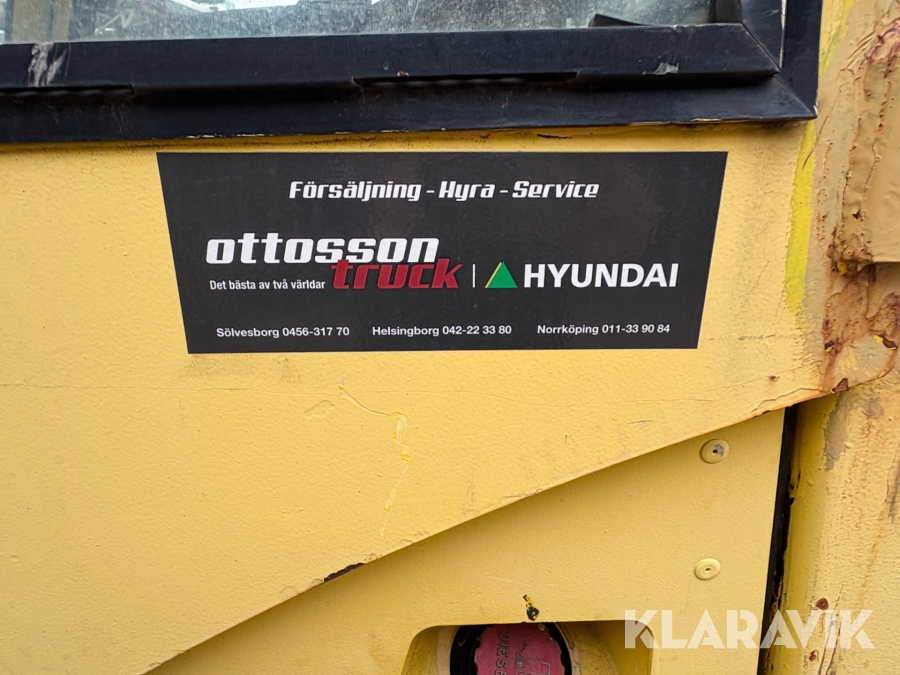 Försäljning - Hyra - Service
ottosson
truck
Det bästa av två världar
HYUNDAI
Sölvesborg 0456-317 70 Helsingborg 042-22 33 80 Norrköping 011-33 90 84
KLARAVIK